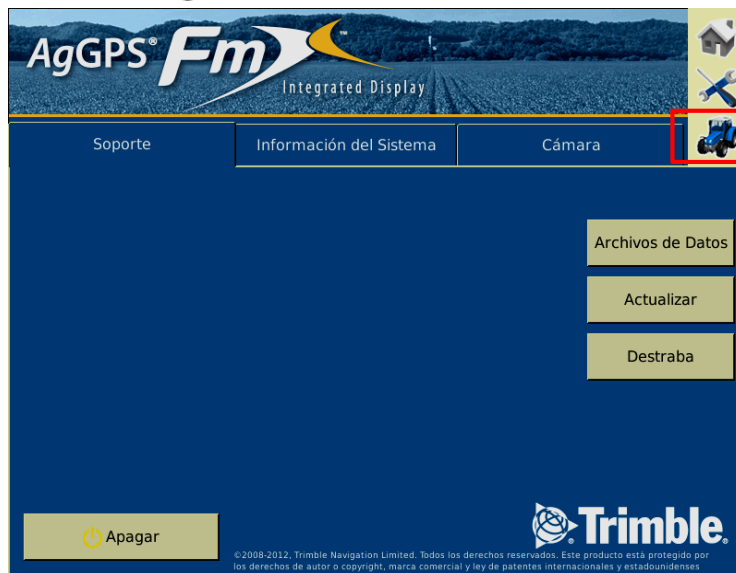 AgGPS® FmX™
Integrated Display
Soporte
Información del Sistema
Cámara
Archivos de Datos
Actualizar
Destraba
Apagar
Trimble.
©2008-2012, Trimble Navigation Limited. Todos los derechos reservados. Este producto està protegido por
los derechos de autor o copyright, marca comercial y ley de patentes internacionales y estadounidenses